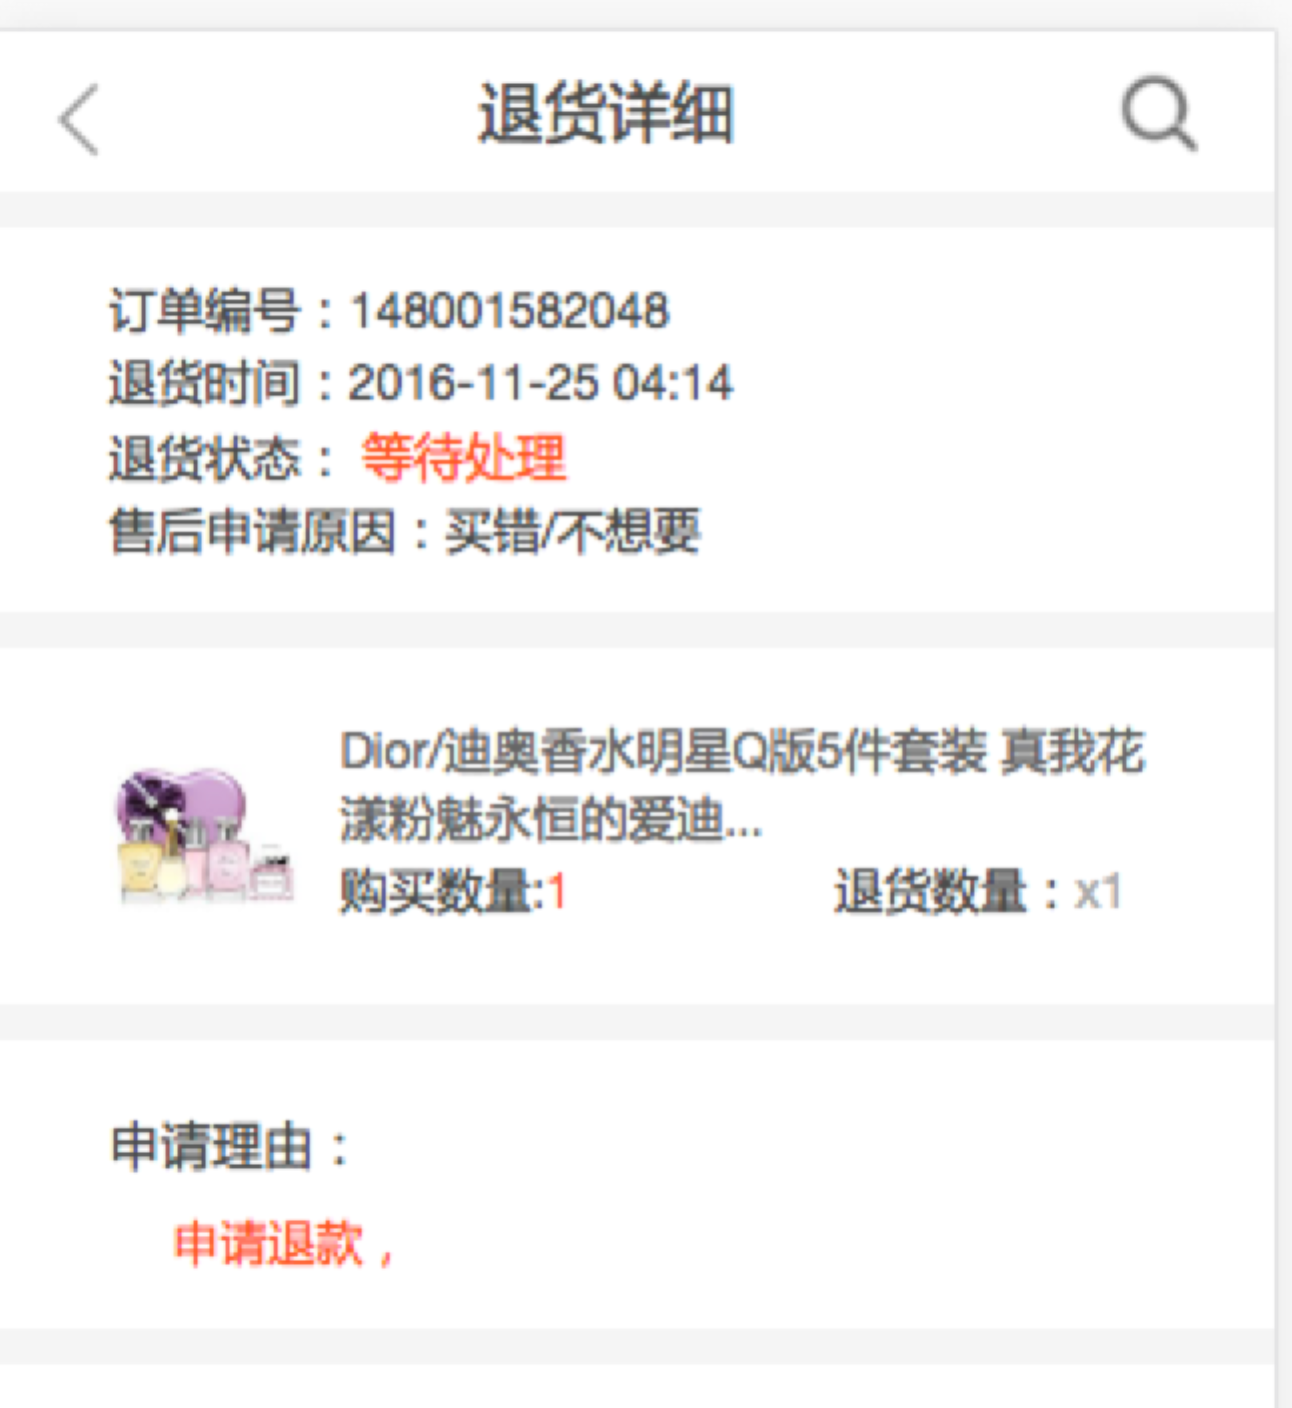 退货详细
订单编号：148001582048
退货时间：2016-11-25 04:14
退货状态： 等待处理
售后申请原因：买错/不想要
Dior/迪奥香水明星Q版5件套装 真我花
漾粉魅永恒的爱迪...
购买数量:1 退货数量：x1
申请理由：
申请退款，